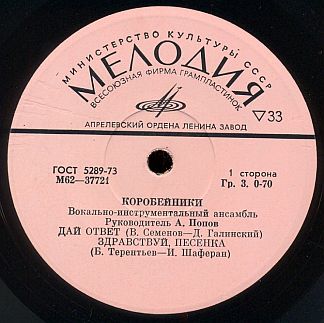 МИНИСТЕРСТВО КУЛЬТУРЫ СССР
МЕЛОДИЯ
ВСЕСОЮЗНАЯ ФИРМА ГРАМПЛАСТИНОК
▽33
АПРЕЛЕВСКИЙ ОРДЕНА ЛЕНИНА ЗАВОД
ГОСТ 5289-73
М62—37721
1 сторона
Гр. 3. 0-70
КОРОБЕЙНИКИ
Вокально-инструментальный ансамбль
Руководитель А. Попов
ДАЙ ОТВЕТ (В. Семенов—Д. Галинский)
ЗДРАВСТВУЙ, ПЕСЕНКА
(Б. Терентьев—И. Шаферан)